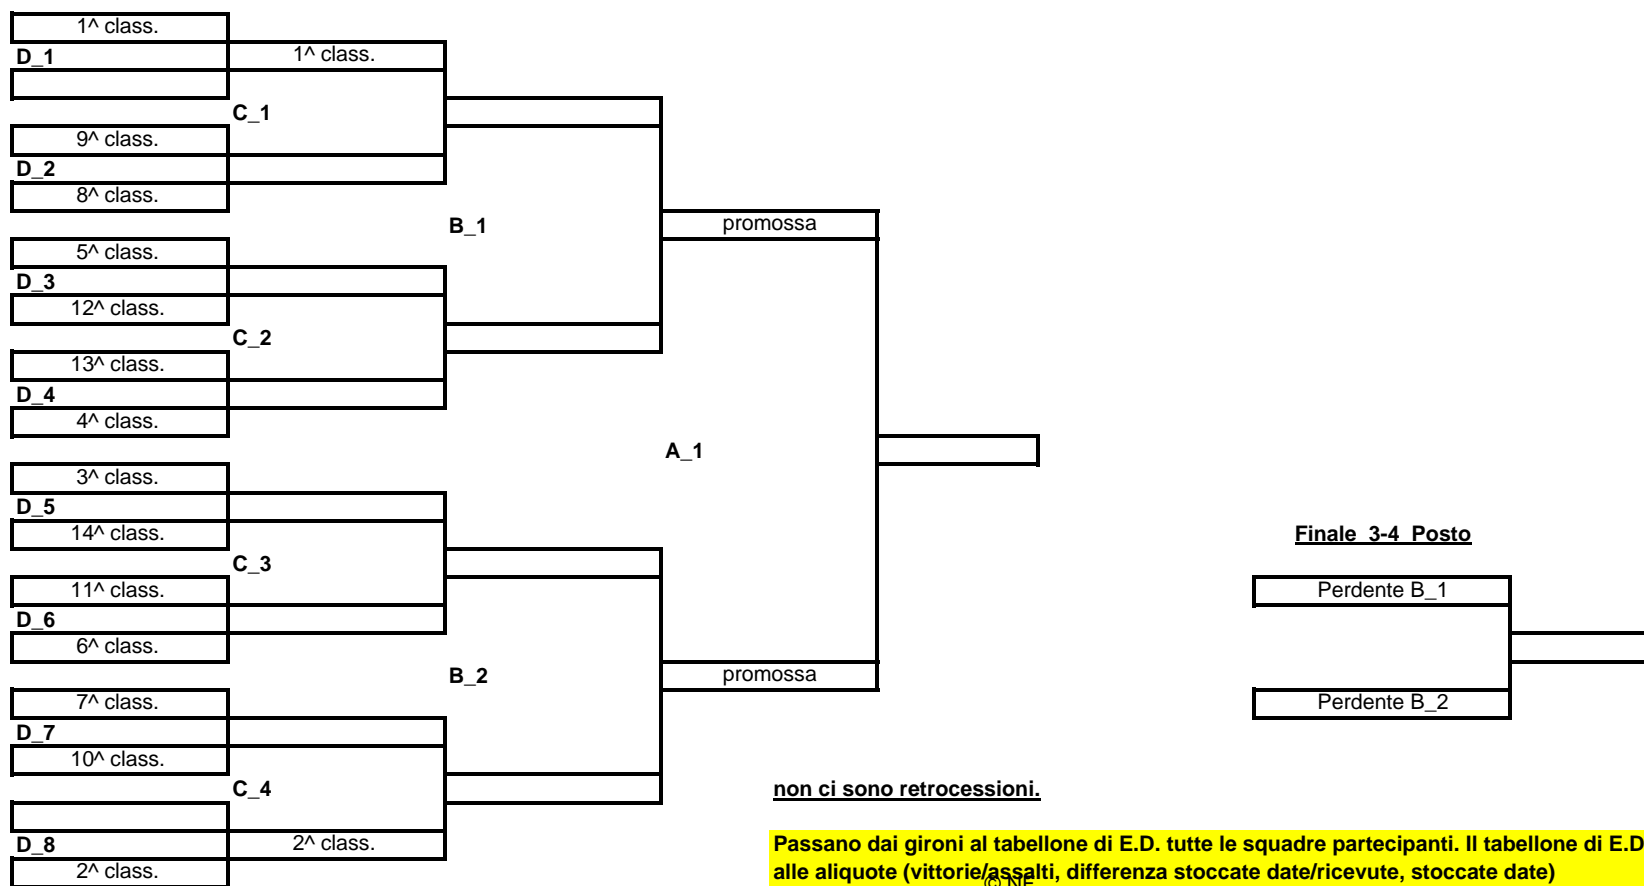 1^ class.
D_1
1^ class.
C_1
9^ class.
D_2
8^ class.
B_1
promossa
5^ class.
D_3
12^ class.
C_2
13^ class.
D_4
4^ class.
A_1
3^ class.
D_5
14^ class.
C_3
11^ class.
D_6
6^ class.
B_2
promossa
7^ class.
D_7
10^ class.
C_4
D_8
2^ class.
2^ class.
Finale 3-4 Posto
Perdente B_1
Perdente B_2
non ci sono retrocessioni.
Passano dai gironi al tabellone di E.D. tutte le squadre partecipanti. Il tabellone di E.D
alle aliquote (vittorie/assalti, differenza stoccate date/ricevute, stoccate date)
© NF